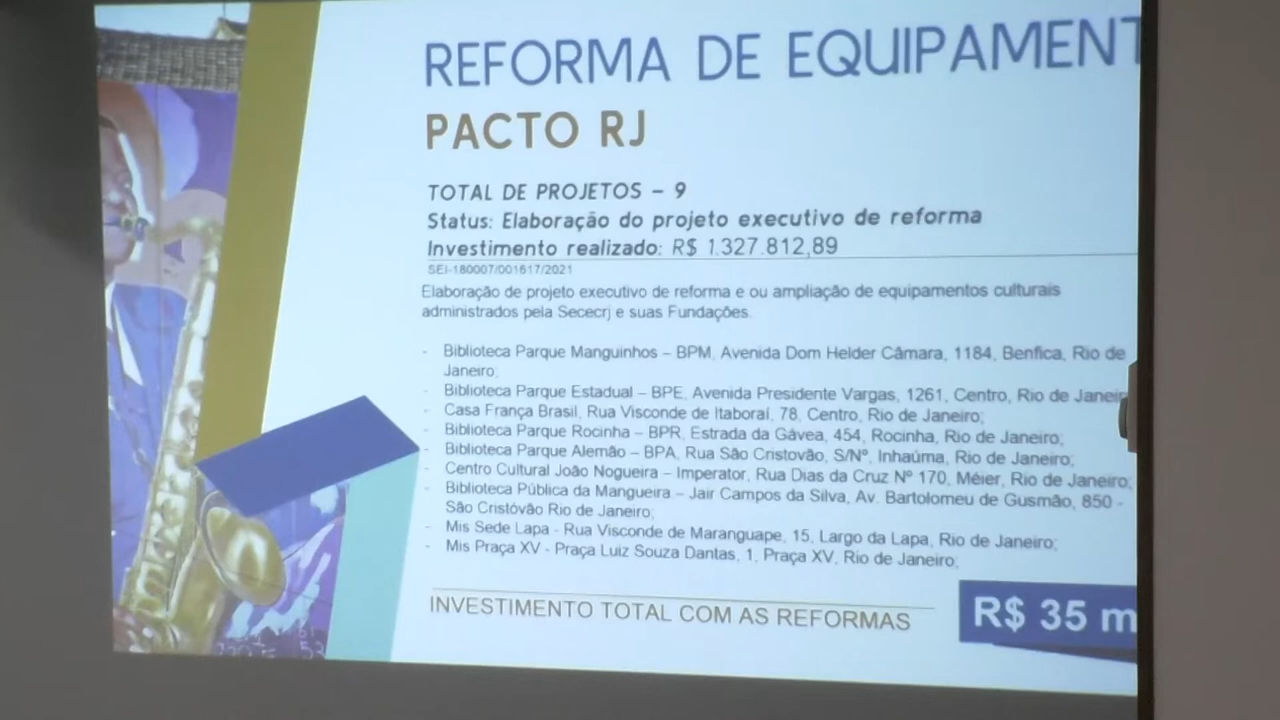 REFORMA DE EQUIPAMENT
PACTO RJ
TOTAL DE PROJETOS – 9
Status: Elaboração do projeto executivo de reforma
Investimento realizado: R$ 1.327.812,89
SEI-180007/001617/2021
Elaboração de projeto executivo de reforma e ou ampliação de equipamentos culturais
administrados pela Sececrj e suas Fundações.
- Biblioteca Parque Manguinhos – BPM, Avenida Dom Helder Câmara, 1184, Benfica, Rio de
Janeiro;
- Biblioteca Parque Estadual – BPE, Avenida Presidente Vargas, 1261, Centro, Rio de Janeir
- Casa França Brasil, Rua Visconde de Itaboraí, 78, Centro, Rio de Janeiro;
- Biblioteca Parque Rocinha – BPR, Estrada da Gávea, 454, Rocinha, Rio de Janeiro;
- Biblioteca Parque Alemão – BPA, Rua São Cristovão, S/Nº, Inhaúma, Rio de Janeiro;
- Centro Cultural João Nogueira – Imperator, Rua Dias da Cruz Nº 170, Méier, Rio de Janeiro;
- Biblioteca Pública da Mangueira – Jair Campos da Silva, Av. Bartolomeu de Gusmão, 850 -
São Cristóvão Rio de Janeiro;
- Mis Sede Lapa - Rua Visconde de Maranguape, 15, Largo da Lapa, Rio de Janeiro;
- Mis Praça XV - Praça Luiz Souza Dantas, 1, Praça XV, Rio de Janeiro;
INVESTIMENTO TOTAL COM AS REFORMAS
R$ 35 m